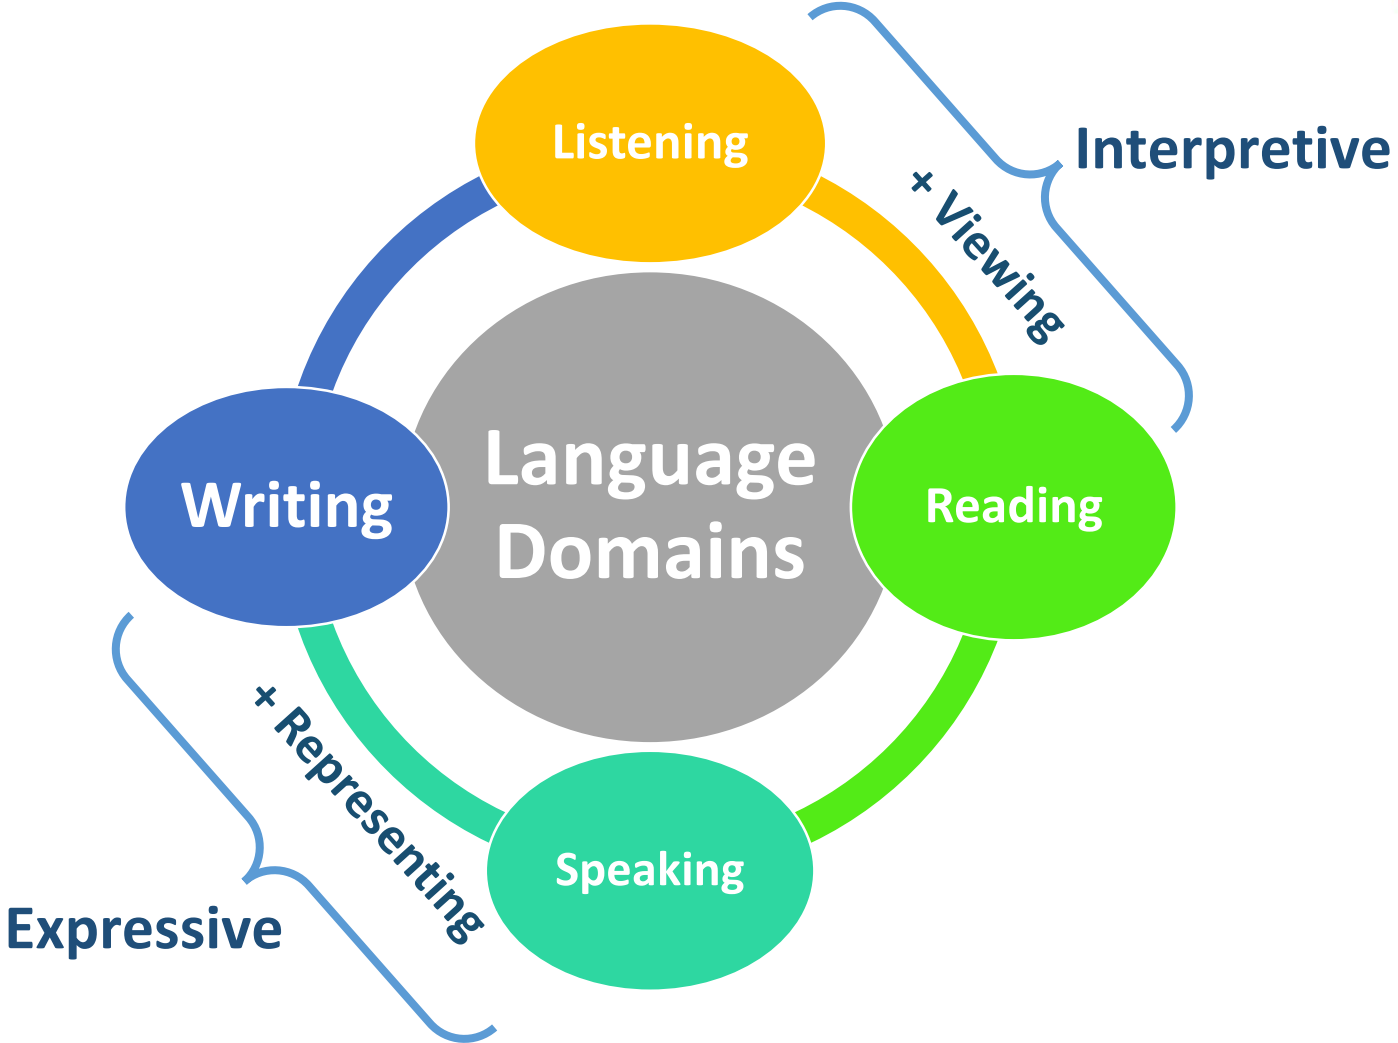 Listening
Interpretive
+ Viewing
Language
Domains
Writing
Reading
+ Representing
Speaking
Expressive